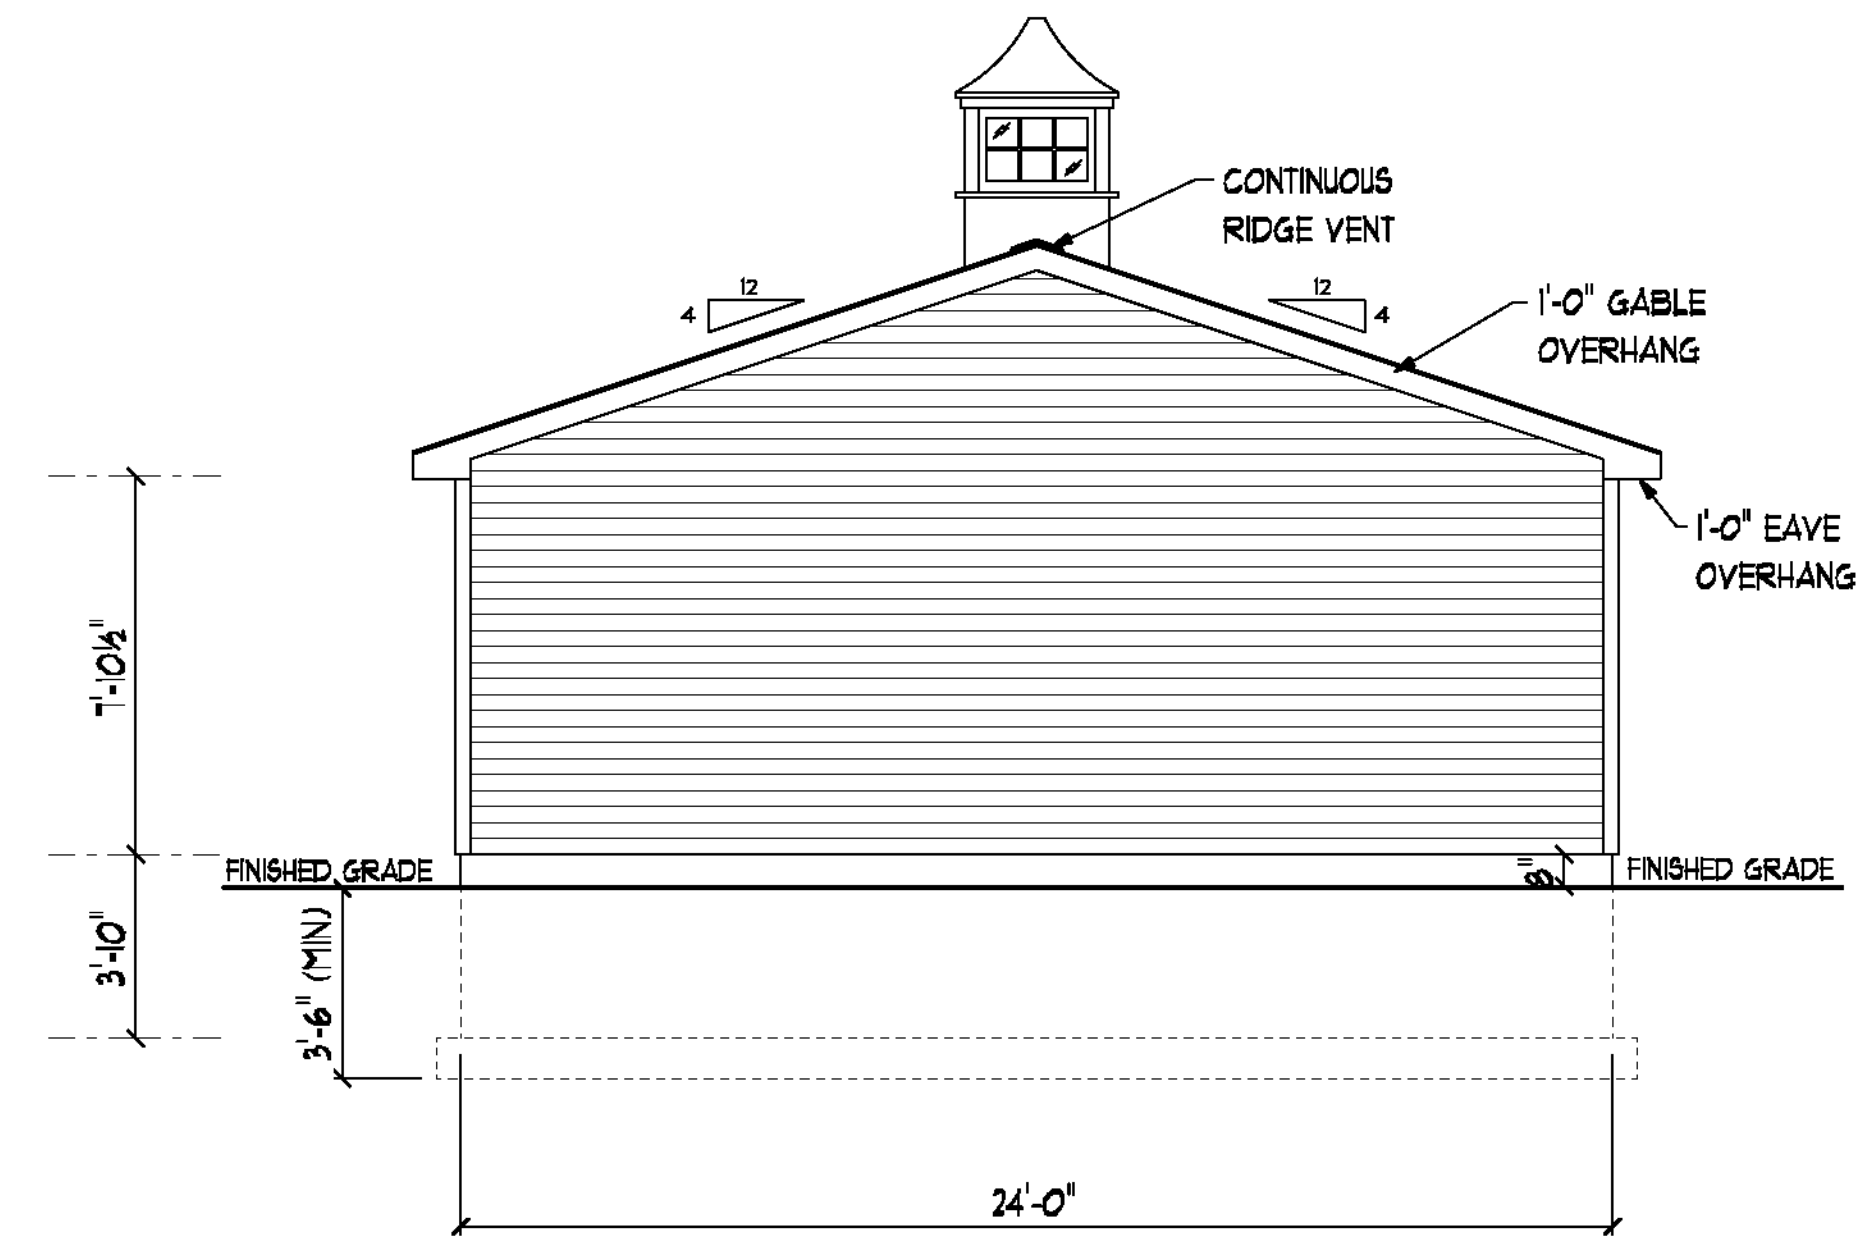 CONTINUOUS
RIDGE VENT
12
4
12
4
1'-0" GABLE
OVERHANG
1'-0" EAVE
OVERHANG
7'-10½"
FINISHED GRADE
8"
FINISHED GRADE
3'-10"
3'-6" (MIN)
24'-0"